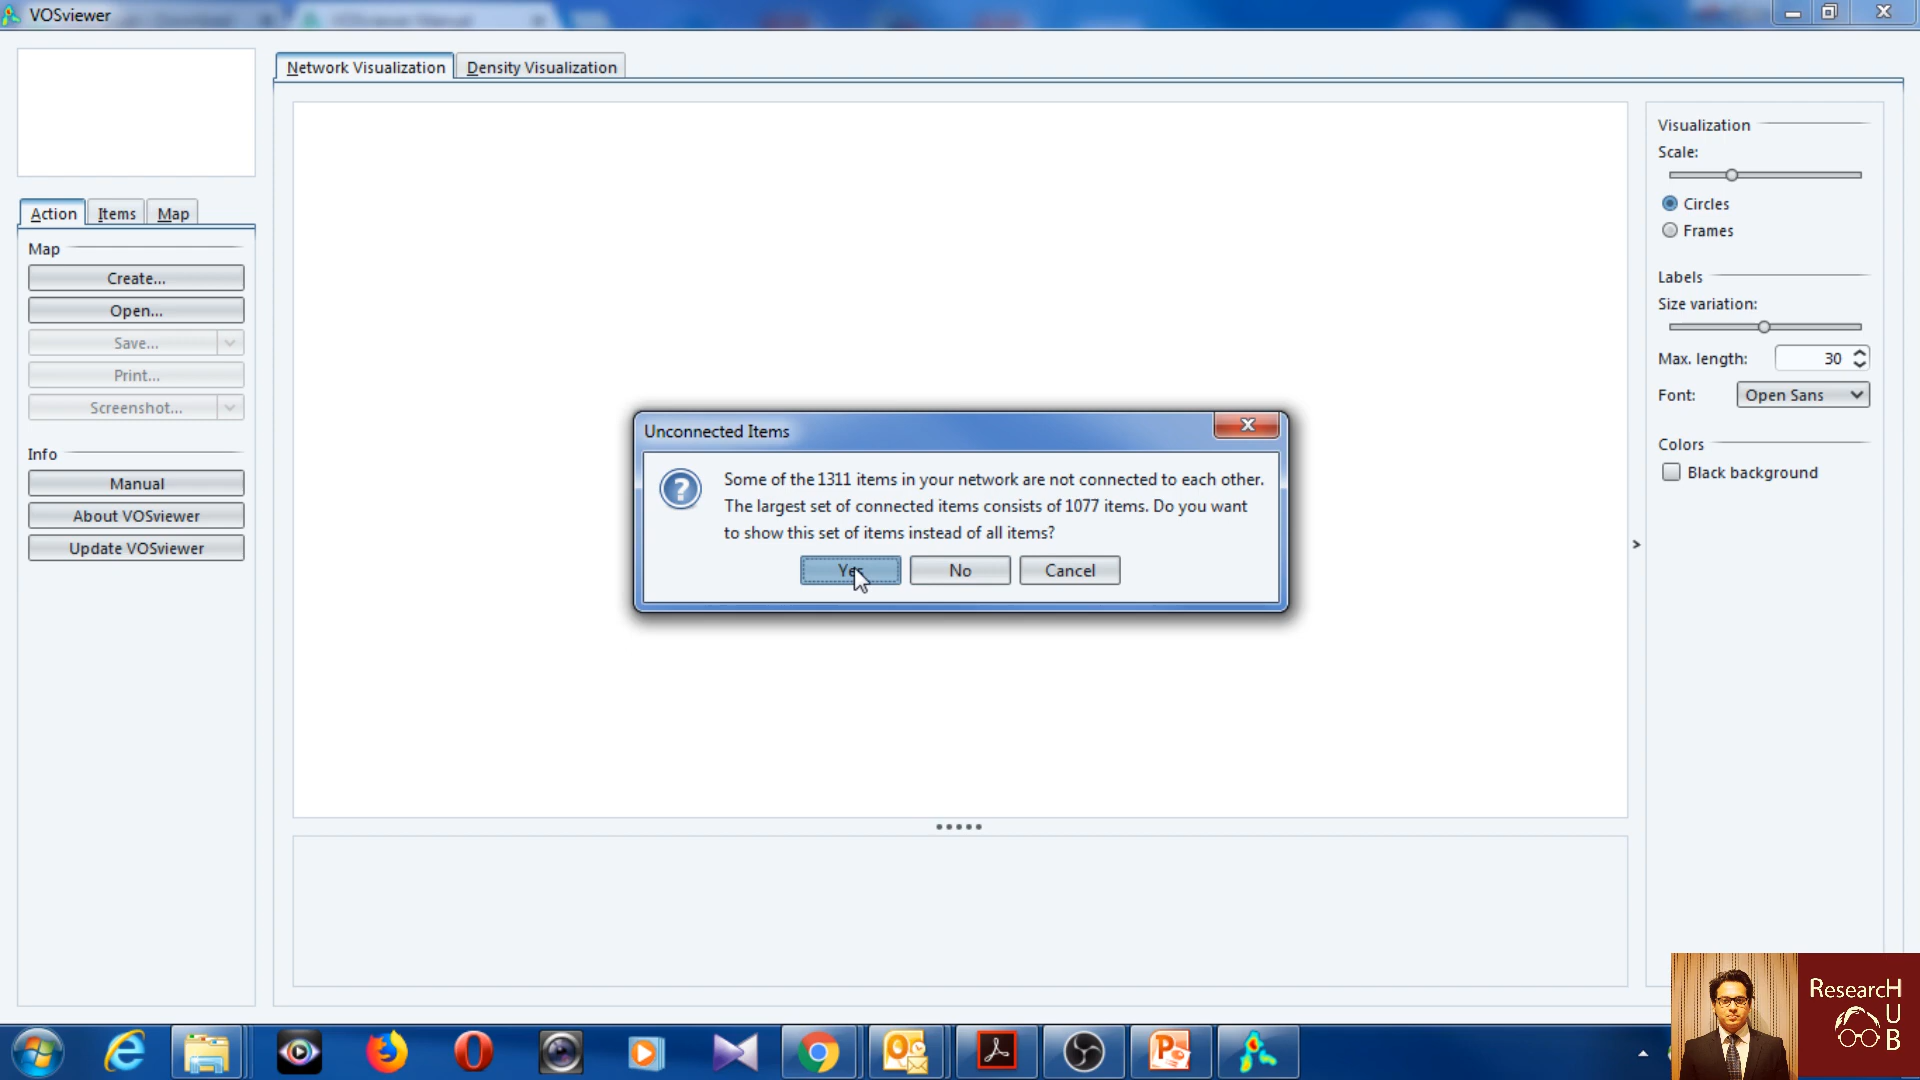 VOSviewer
Network Visualization
Density Visualization
Action
Items
Map
Map
Create...
Open...
Save...
Print...
Screenshot...
Info
Manual
About VOSviewer
Update VOSviewer
Unconnected Items
Some of the 1311 items in your network are not connected to each other.
The largest set of connected items consists of 1077 items. Do you want
to show this set of items instead of all items?
Yes
No
Cancel
Visualization
Scale:
Circles
Frames
Labels
Size variation:
Max. length: 30
Font: Open Sans
Colors
Black background
ResearcH
U
B